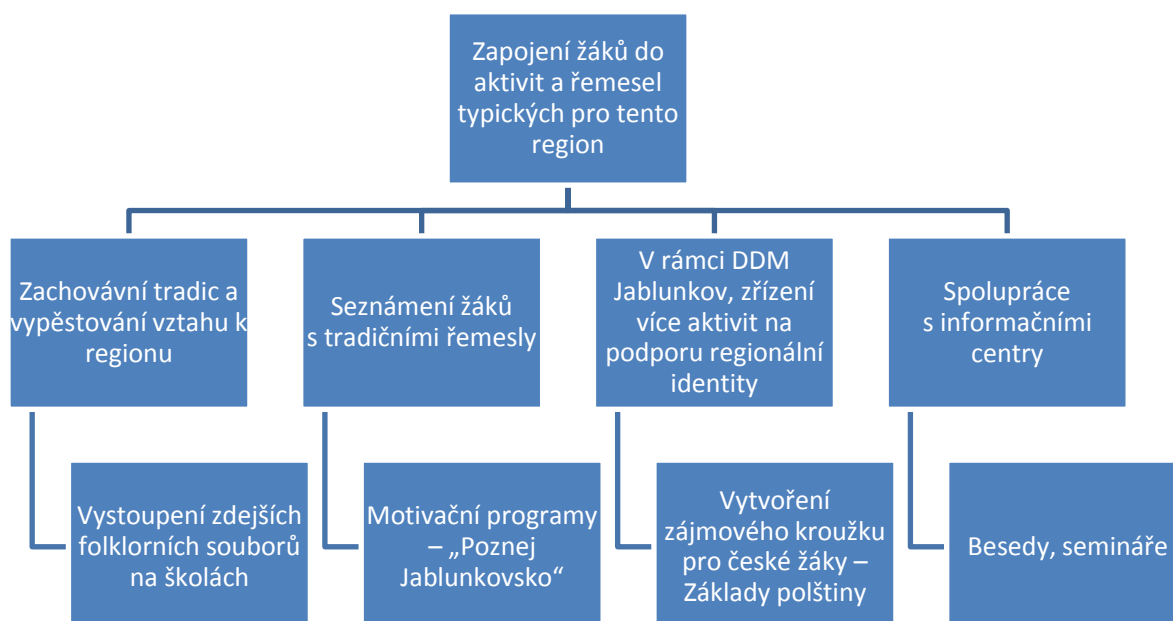 Zapojení žáků do
aktivit a řemesel
typických pro tento
region
Zachovávní tradic a
vypěstování vztahu k
regionu
Seznámení žáků
s tradičními řemesly
V rámci DDM
Jablunkov, zřízení
více aktivit na
podporu regionální
identity
Spolupráce
s informačními
centry
Vystoupení zdejších
folklorních souborů
na školách
Motivační programy
– „Poznej
Jablunkovsko“
Vytvoření
zájmového kroužku
pro české žáky –
Základy polštiny
Besedy, semináře